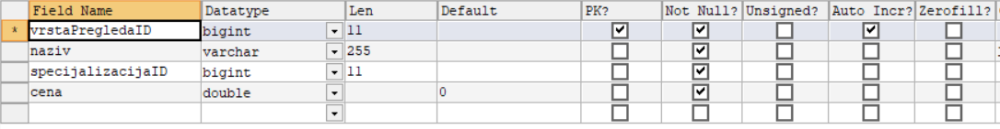 Field Name Datatype Len Default PK? Not Null? Unsigned? Auto Incr? Zerofill?
* vrstaPregledaID bigint 11
naziv varchar 255
specijalizacijaID bigint 11
cena double 0